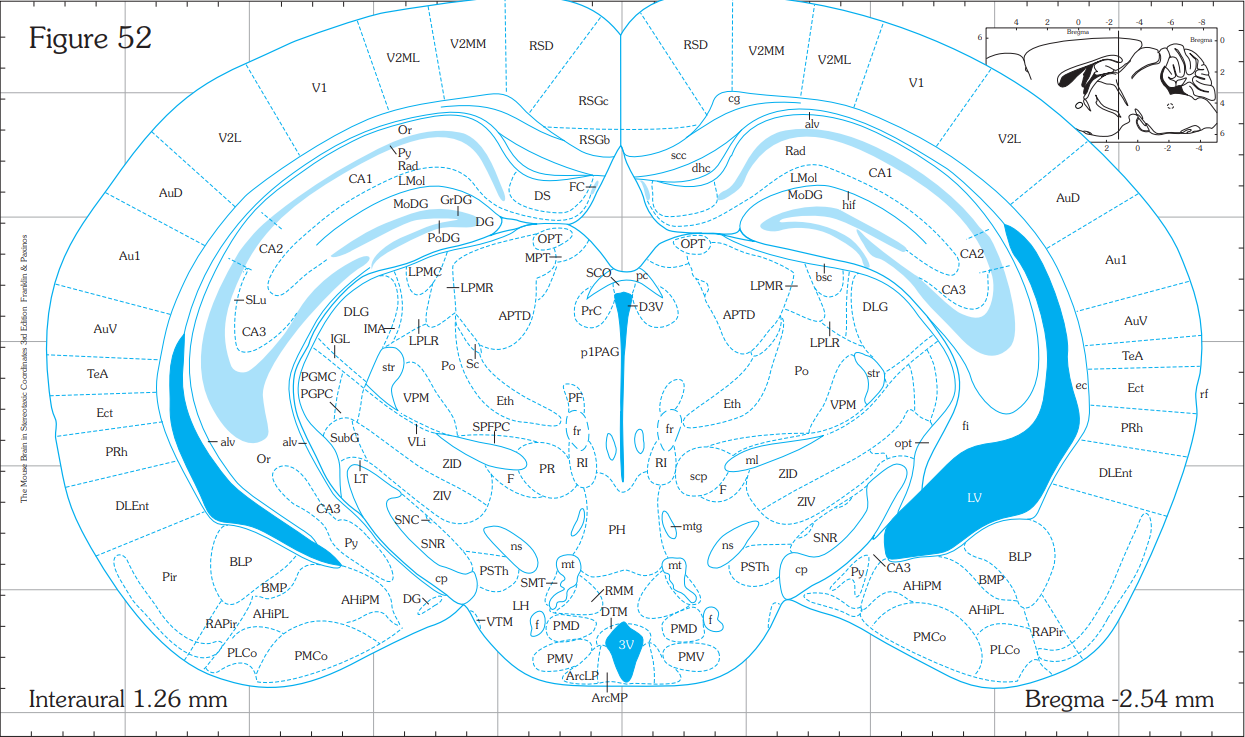 Figure 52
4 2 0 -2 -4 -6 -8
Bregma
6
Bregma 0
2
4
6
2 0 -2 -4
V2ML V2MM RSD RSD V2MM V2ML
V1 V1
RSGc cg
V2L V2L
RSGb
Or alv
Py Rad
Rad
LMol
CA1 CA1
scc
dhc
LMol
AuD AuD
DS FC
MoDG GrDG MoDG
hif
DG
PoDG
OPT OPT
CA2 CA2
Au1 Au1
MPT
LPMC SCO pc
LPMR LPMR bsc
CA3
SLu
DLG DLG
APTD PrC D3V APTD
AuV AuV
IMA
CA3
IGL LPLR LPLR
p1PAG
TeA TeA
str Po Sc Po str
PGMC
PGPC
Ect ec Ect rf
VPM Eth PF Eth VPM
PRh PRh
alv alv SubG VLi SPFPC fr fr opt fi
Or ZID PR RI RI ml ZID
LT F scp F
DLEnt DLEnt
ZIV ZIV LV
CA3 SNC
PH mtg
Py SNR ns ns SNR
BLP BLP
Pir PSTh mt mt PSTh cp Py CA3
cp
BMP SMT RMM BMP
AHiPM DG AHiPM
LH DTM
AHiPL AHiPL
RAPir VTM f PMD PMD f RAPir
PLCo PMCo 3V PMCo PLCo
PMV PMV
ArcLP
ArcMP
Interaural 1.26 mm
Bregma -2.54 mm
The Mouse Brain in Stereotaxic Coordinates 3rd Edition Franklin & Paxinos